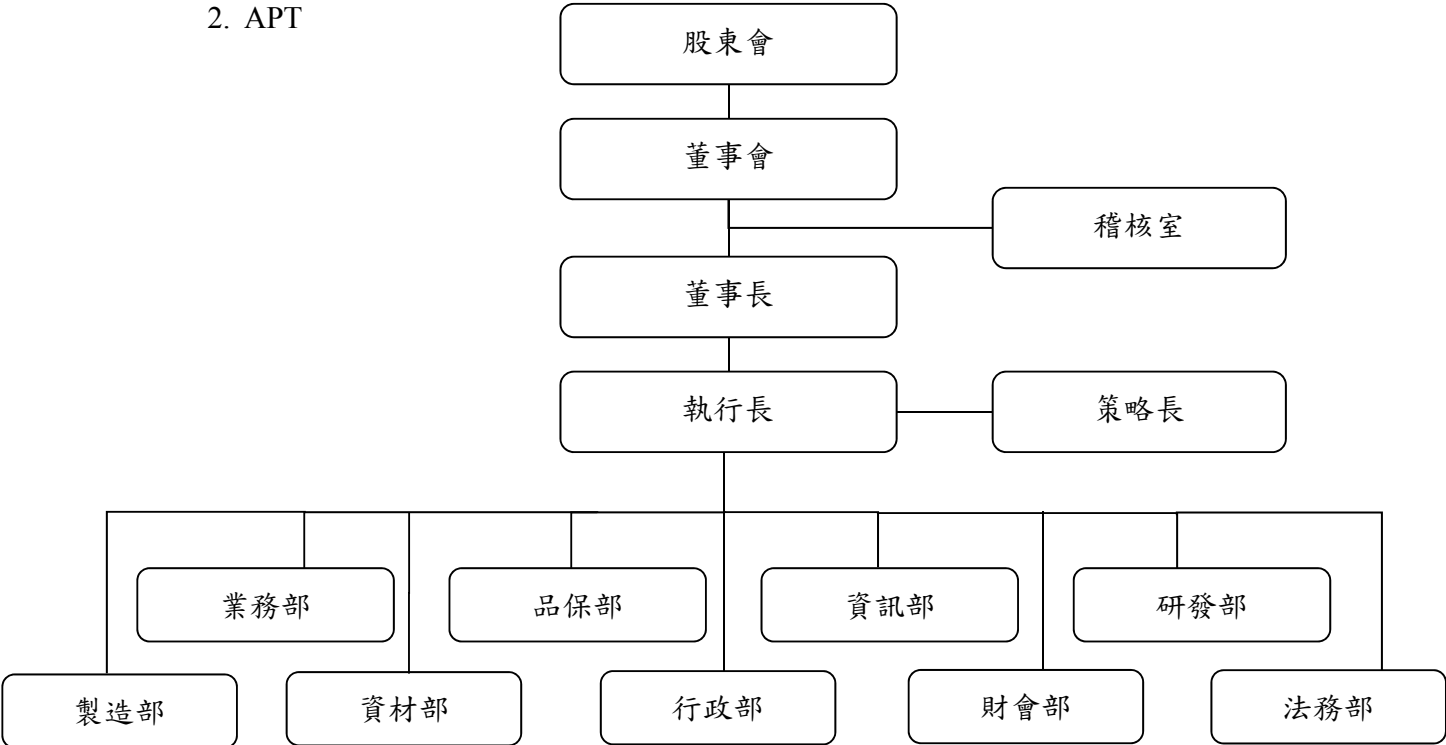 2. APT
股東會
董事會
稽核室
董事長
執行長
策略長
業務部
品保部
資訊部
研發部
製造部
資材部
行政部
財會部
法務部